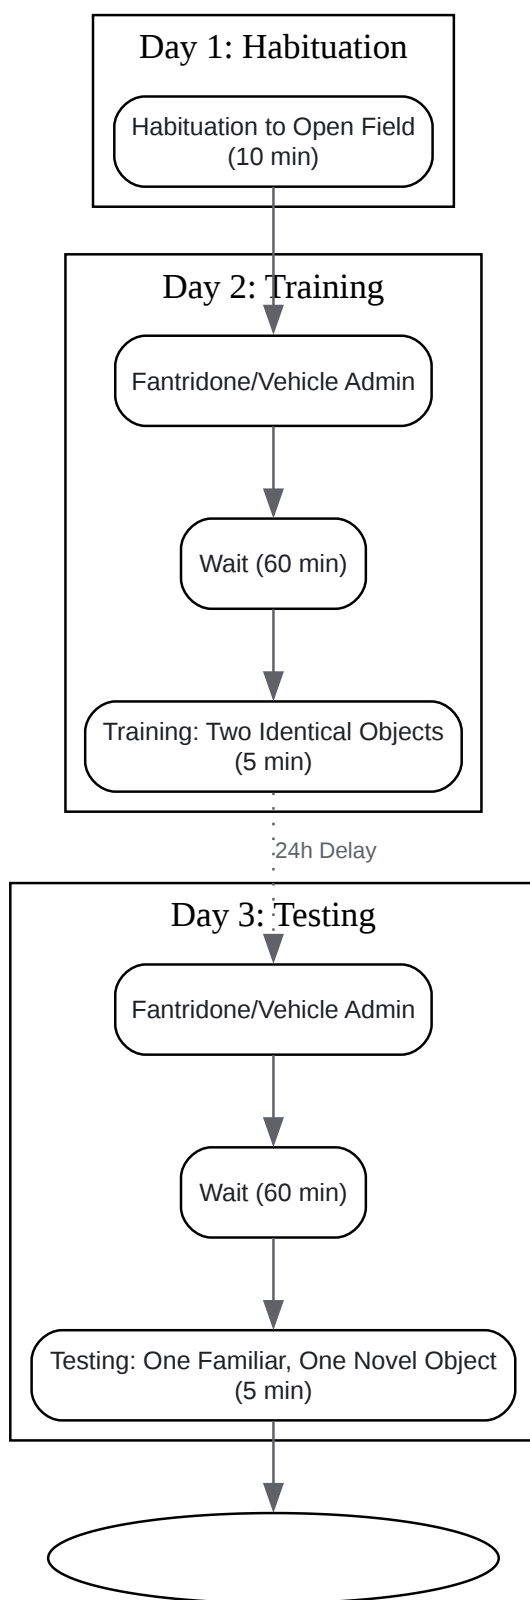 Day 1: Habituation
Habituation to Open Field
(10 min)
Day 2: Training
Fantridone/Vehicle Admin
Wait (60 min)
Training: Two Identical Objects
(5 min)
24h Delay
Day 3: Testing
Fantridone/Vehicle Admin
Wait (60 min)
Testing: One Familiar, One Novel Object
(5 min)